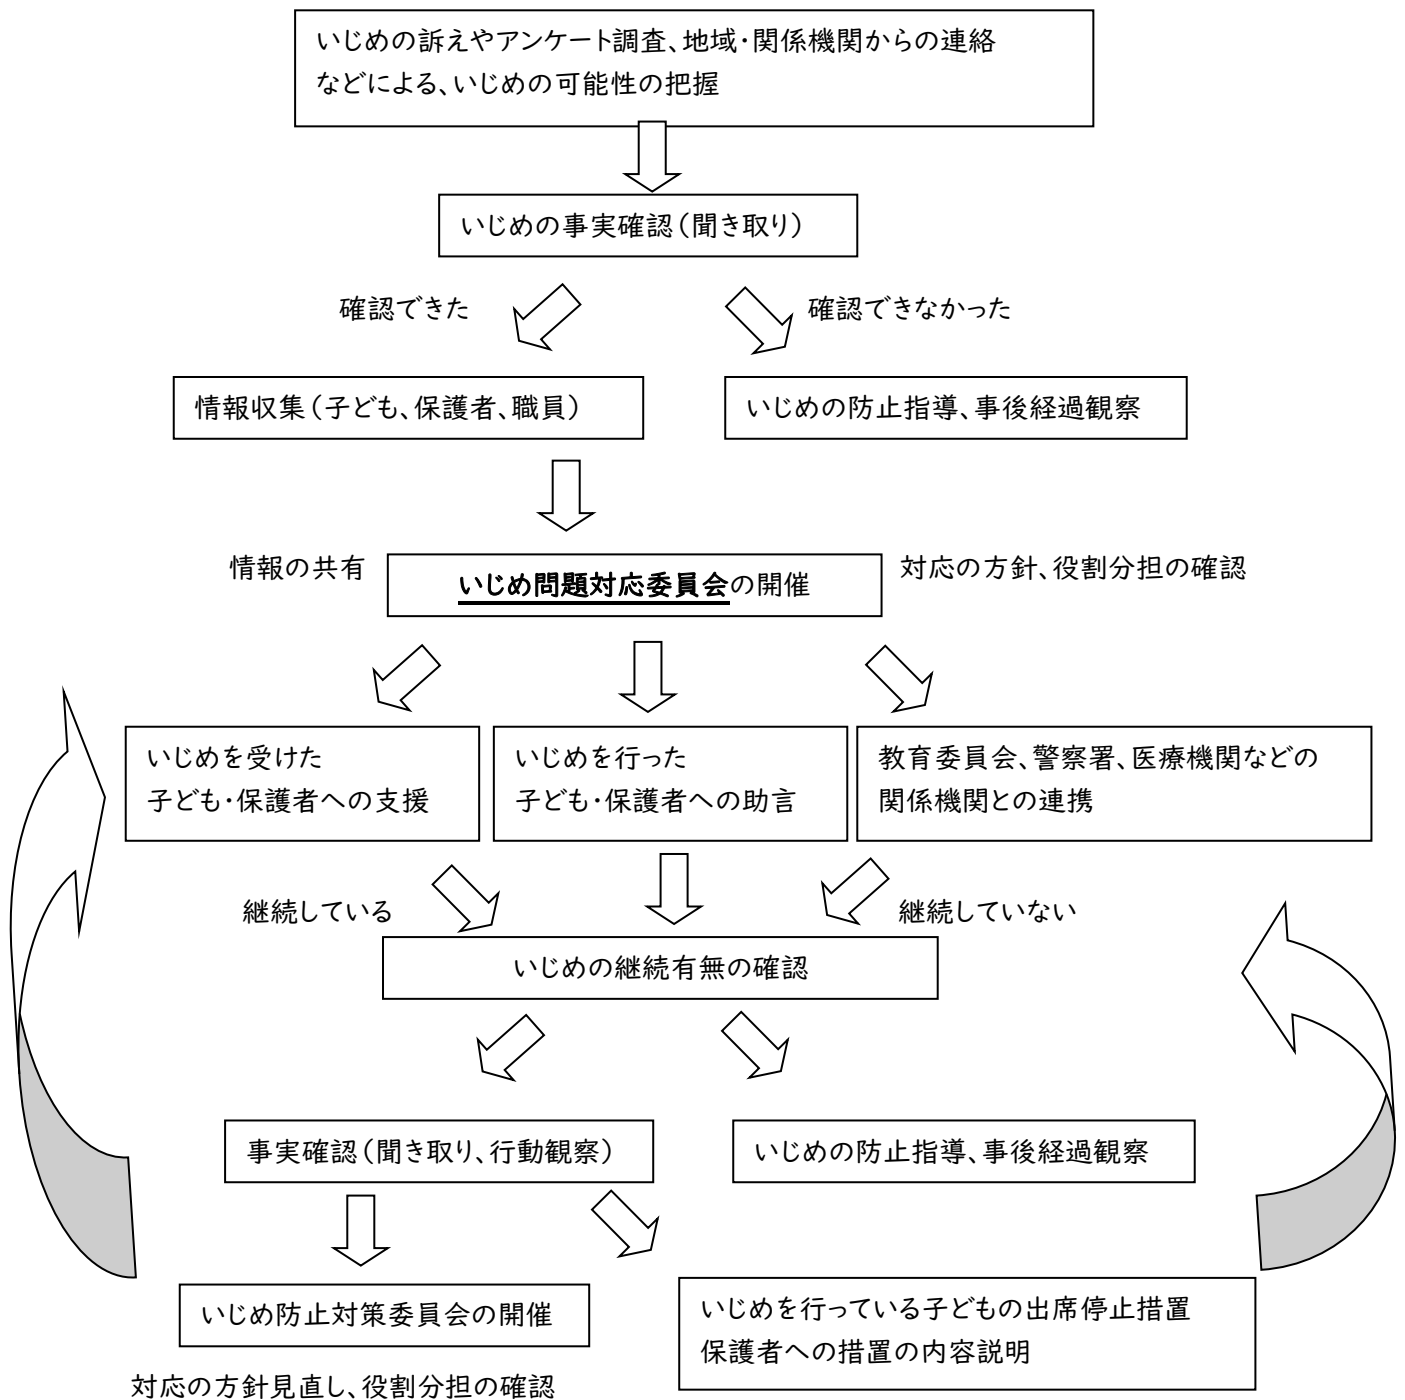 いじめの訴えやアンケート調査、地域・関係機関からの連絡
などによる、いじめの可能性の把握
いじめの事実確認（聞き取り）
確認できた
確認できなかった
情報収集（子ども、保護者、職員）
いじめの防止指導、事後経過観察
情報の共有
いじめ問題対応委員会の開催
対応の方針、役割分担の確認
いじめを受けた
子ども・保護者への支援
いじめを行った
子ども・保護者への助言
教育委員会、警察署、医療機関などの
関係機関との連携
継続している
継続していない
いじめの継続有無の確認
事実確認（聞き取り、行動観察）
いじめの防止指導、事後経過観察
いじめ防止対策委員会の開催
対応の方針見直し、役割分担の確認
いじめを行っている子どもの出席停止措置
保護者への措置の内容説明